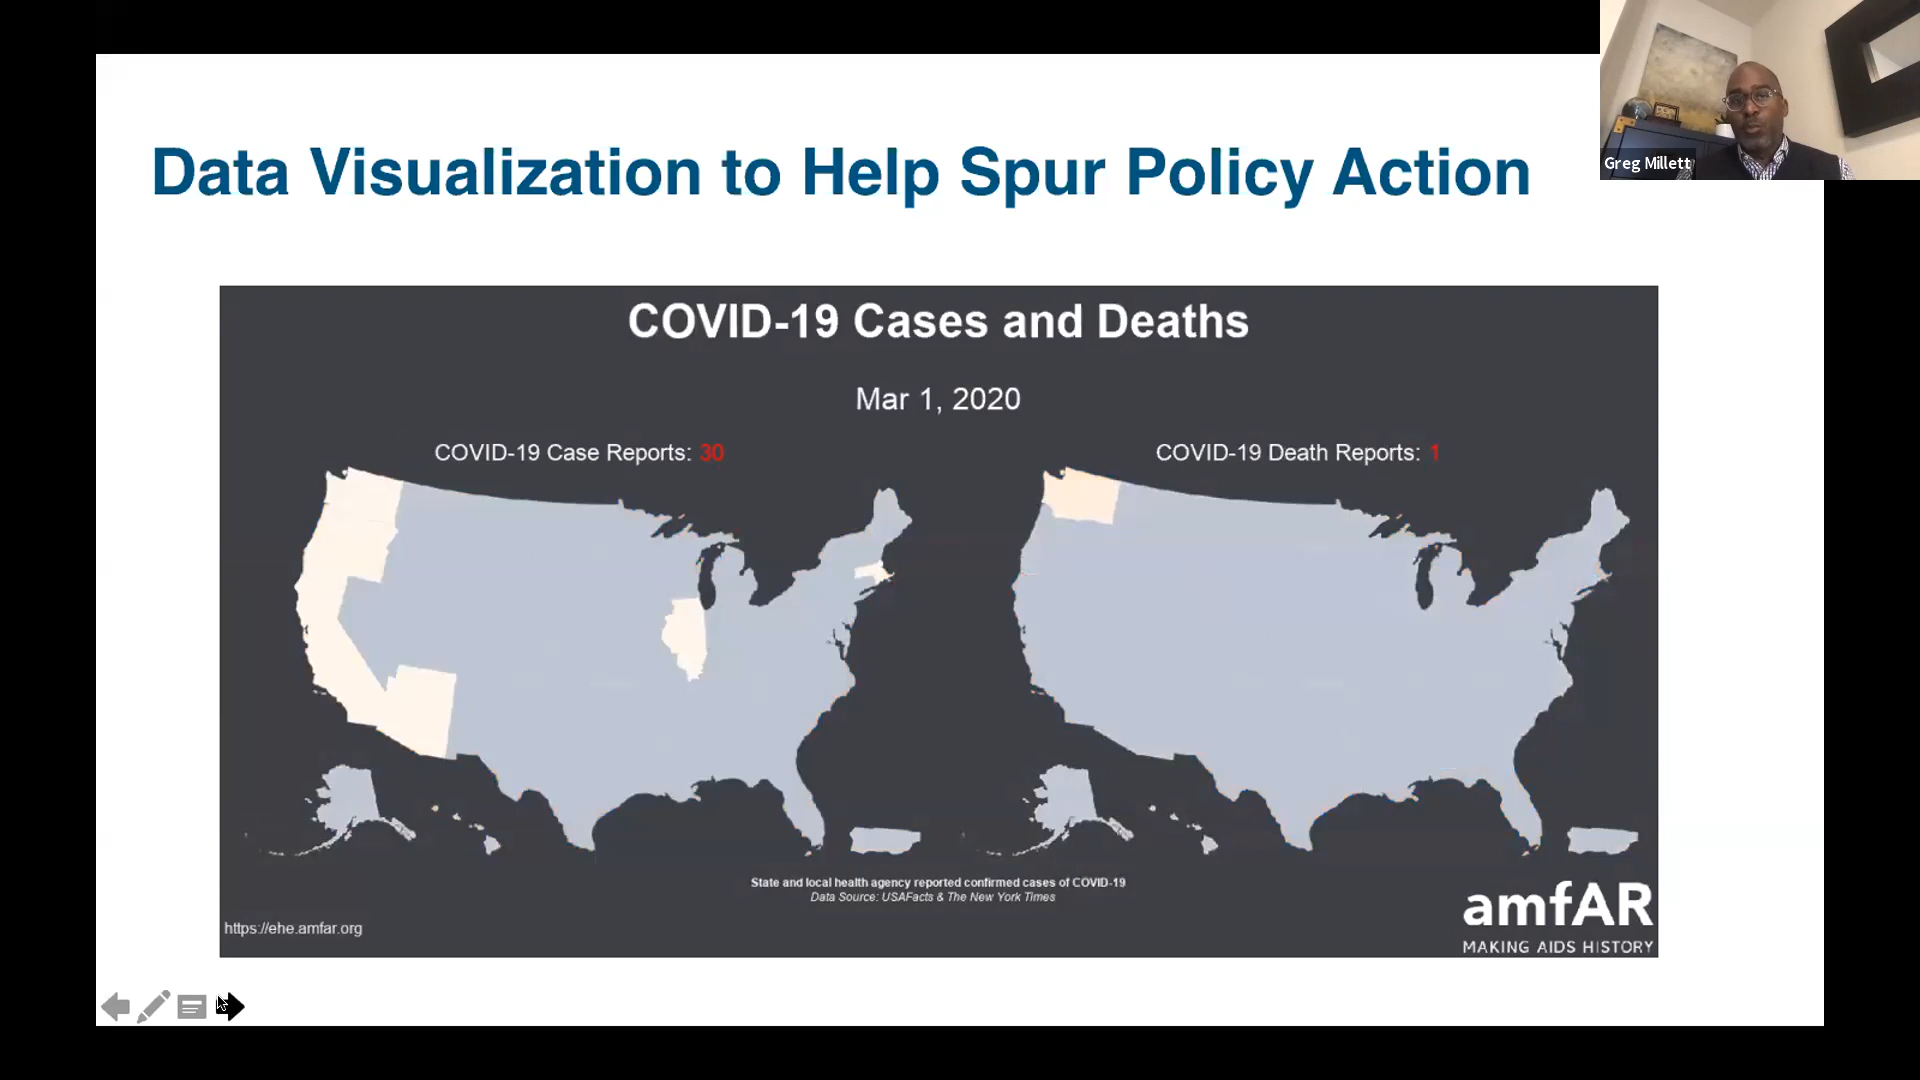 Data Visualization to Help Spur Policy Action
Greg Millett
COVID-19 Cases and Deaths
Mar 1, 2020
COVID-19 Case Reports: 30
COVID-19 Death Reports: 1
State and local health agency reported confirmed cases of COVID-19
Data Source: USAFacts & The New York Times
https://ehe.amfar.org
amfAR
MAKING AIDS HISTORY